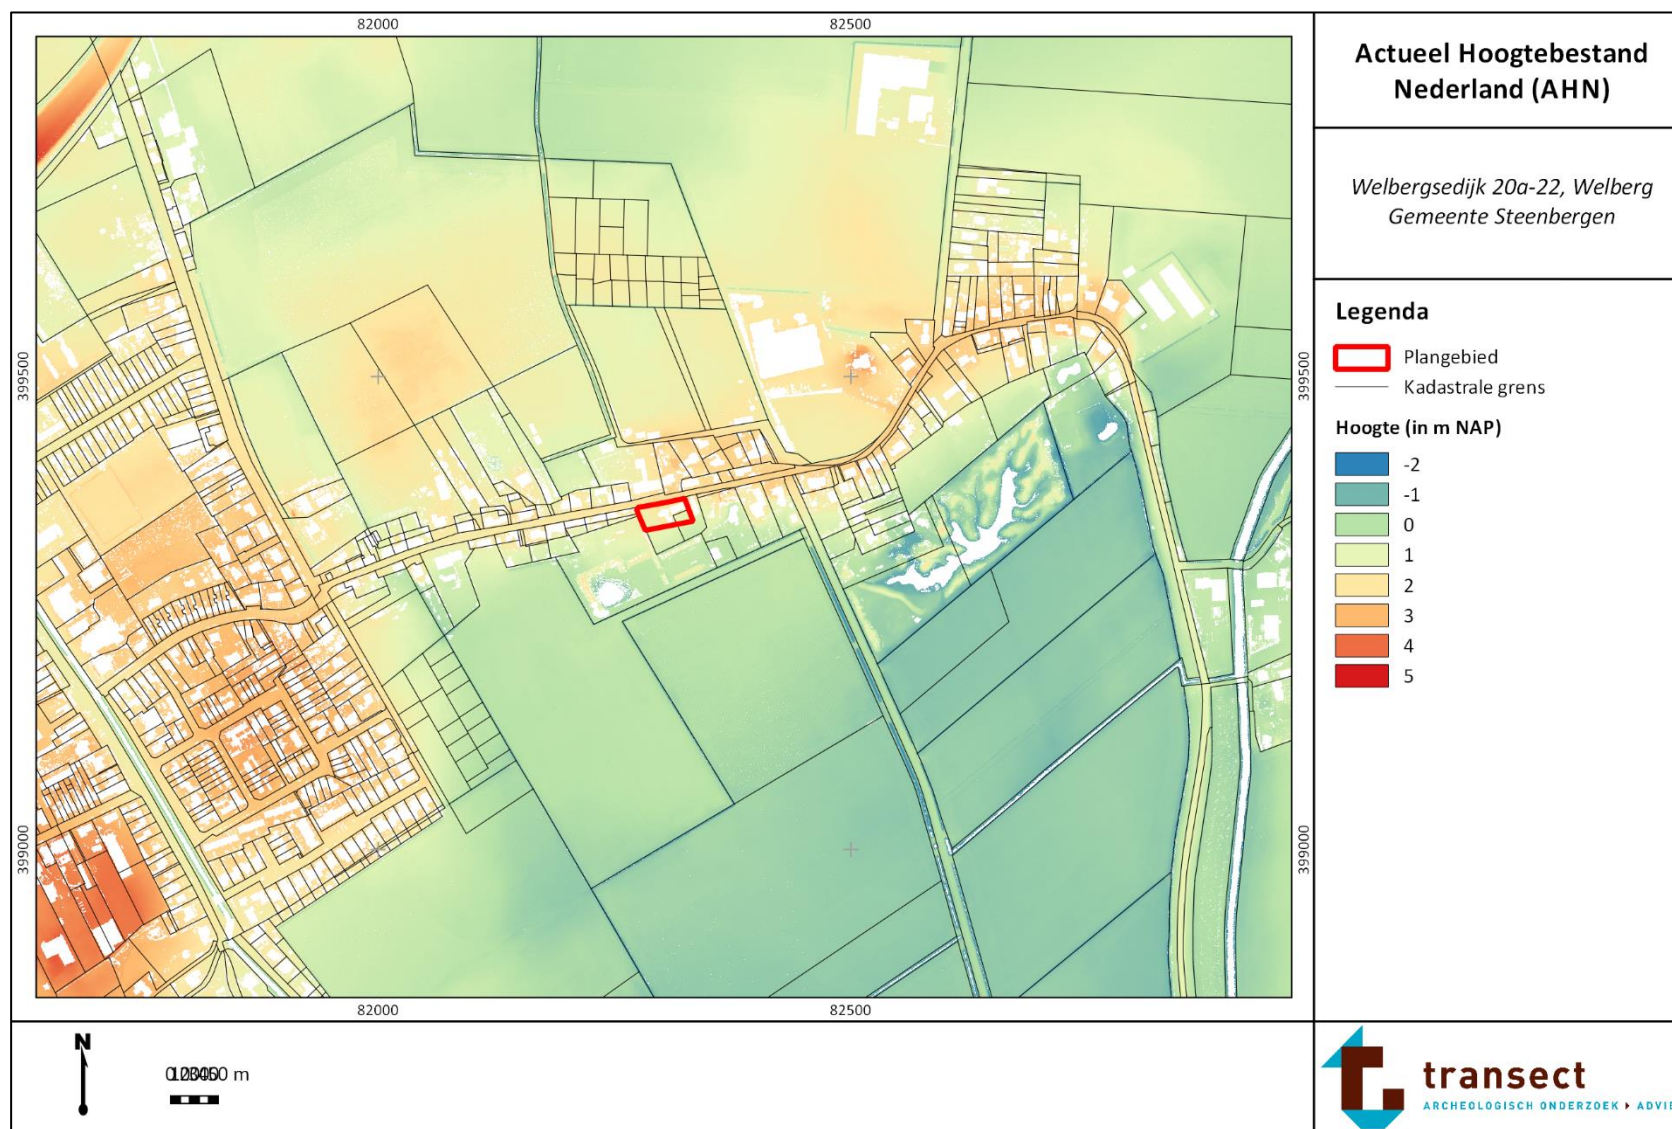 82000
82500
399500
399500
399000
399000
82000
82500
Actueel Hoogtebestand
Nederland (AHN)
Welbergsedijk 20a-22, Welberg
Gemeente Steenbergen
Legenda
Plangebied
Kadastrale grens
Hoogte (in m NAP)
-2
-1
0
1
2
3
4
5
N
m
transect
ARCHEOLOGISCH ONDERZOEK ADVIE